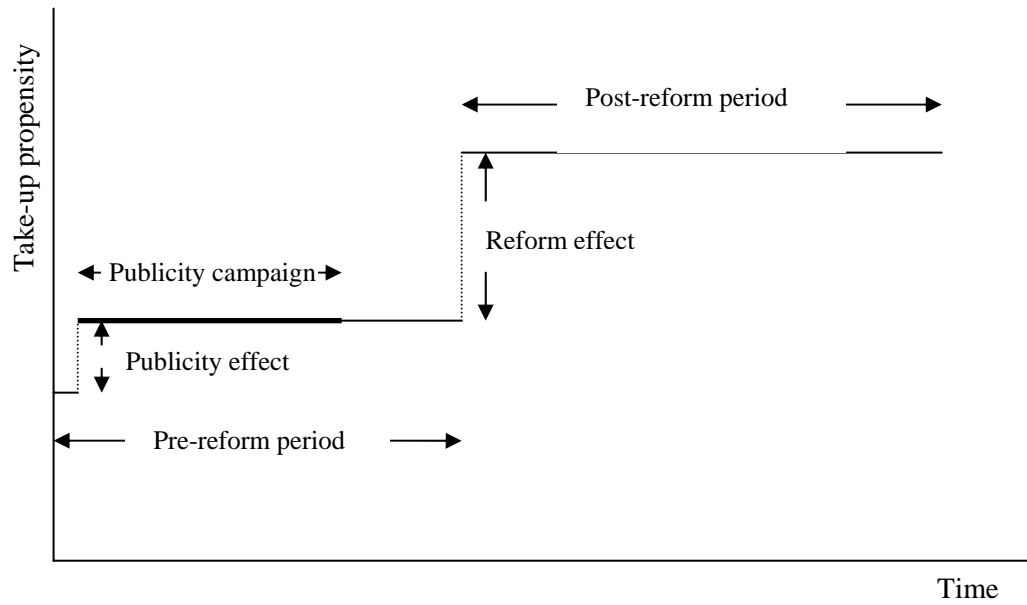 Take-up propensity
Post-reform period
Reform effect
Publicity campaign
Publicity effect
Pre-reform period
Time